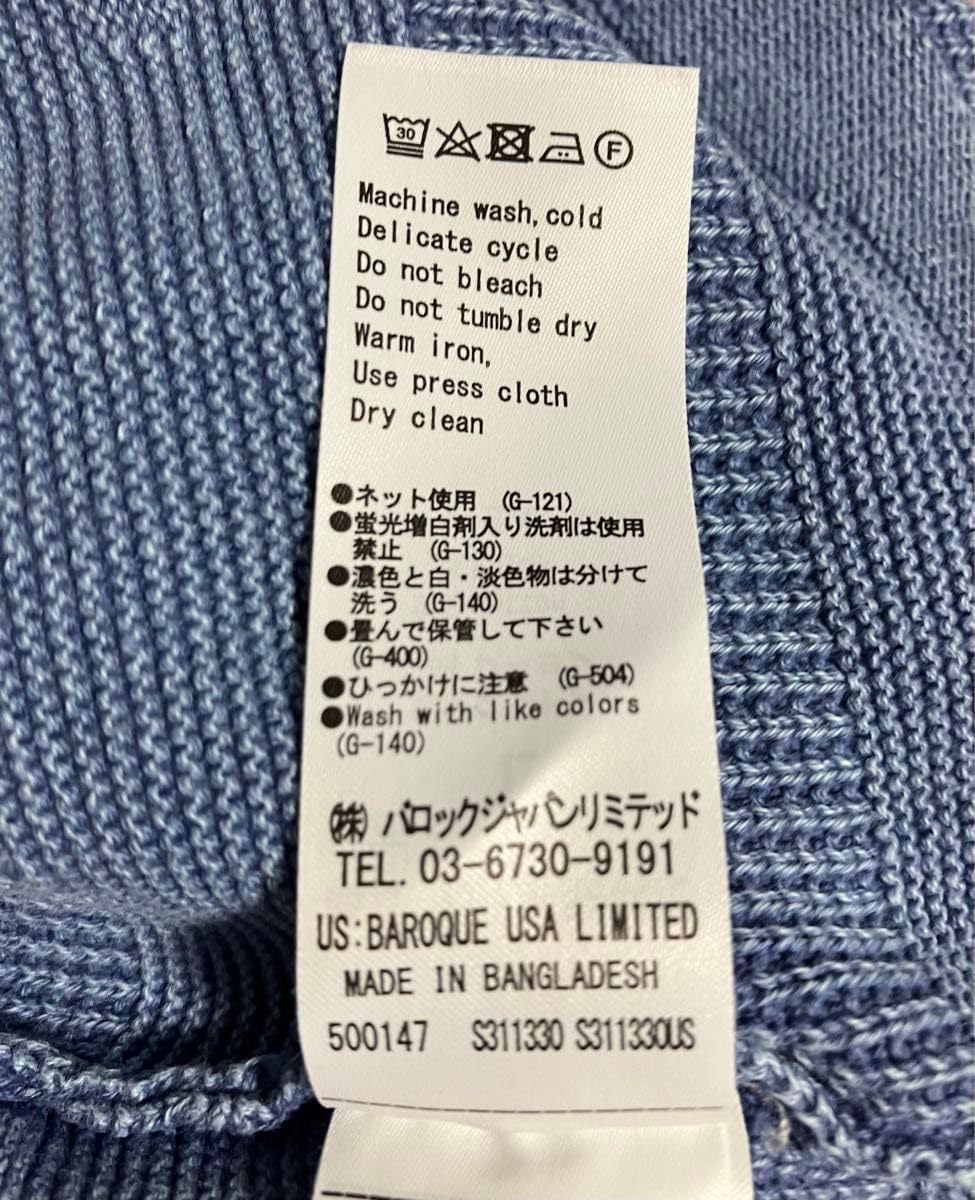 30 F
Machine wash, cold
Delicate cycle
Do not bleach
Do not tumble dry
Warm iron,
Use press cloth
Dry clean
●ネット使用 (G-121)
●蛍光増白剤入り洗剤は使用
禁止 (G-130)
●濃色と白・淡色物は分けて
洗う (G-140)
●畳んで保管して下さい
(G-400)
●ひっかけに注意 (G-504)
●Wash with like colors
(G-140)
㈱ バロックジャパンリミテッド
TEL. 03-6730-9191
US:BAROQUE USA LIMITED
MADE IN BANGLADESH
500147 S311330 S311330US